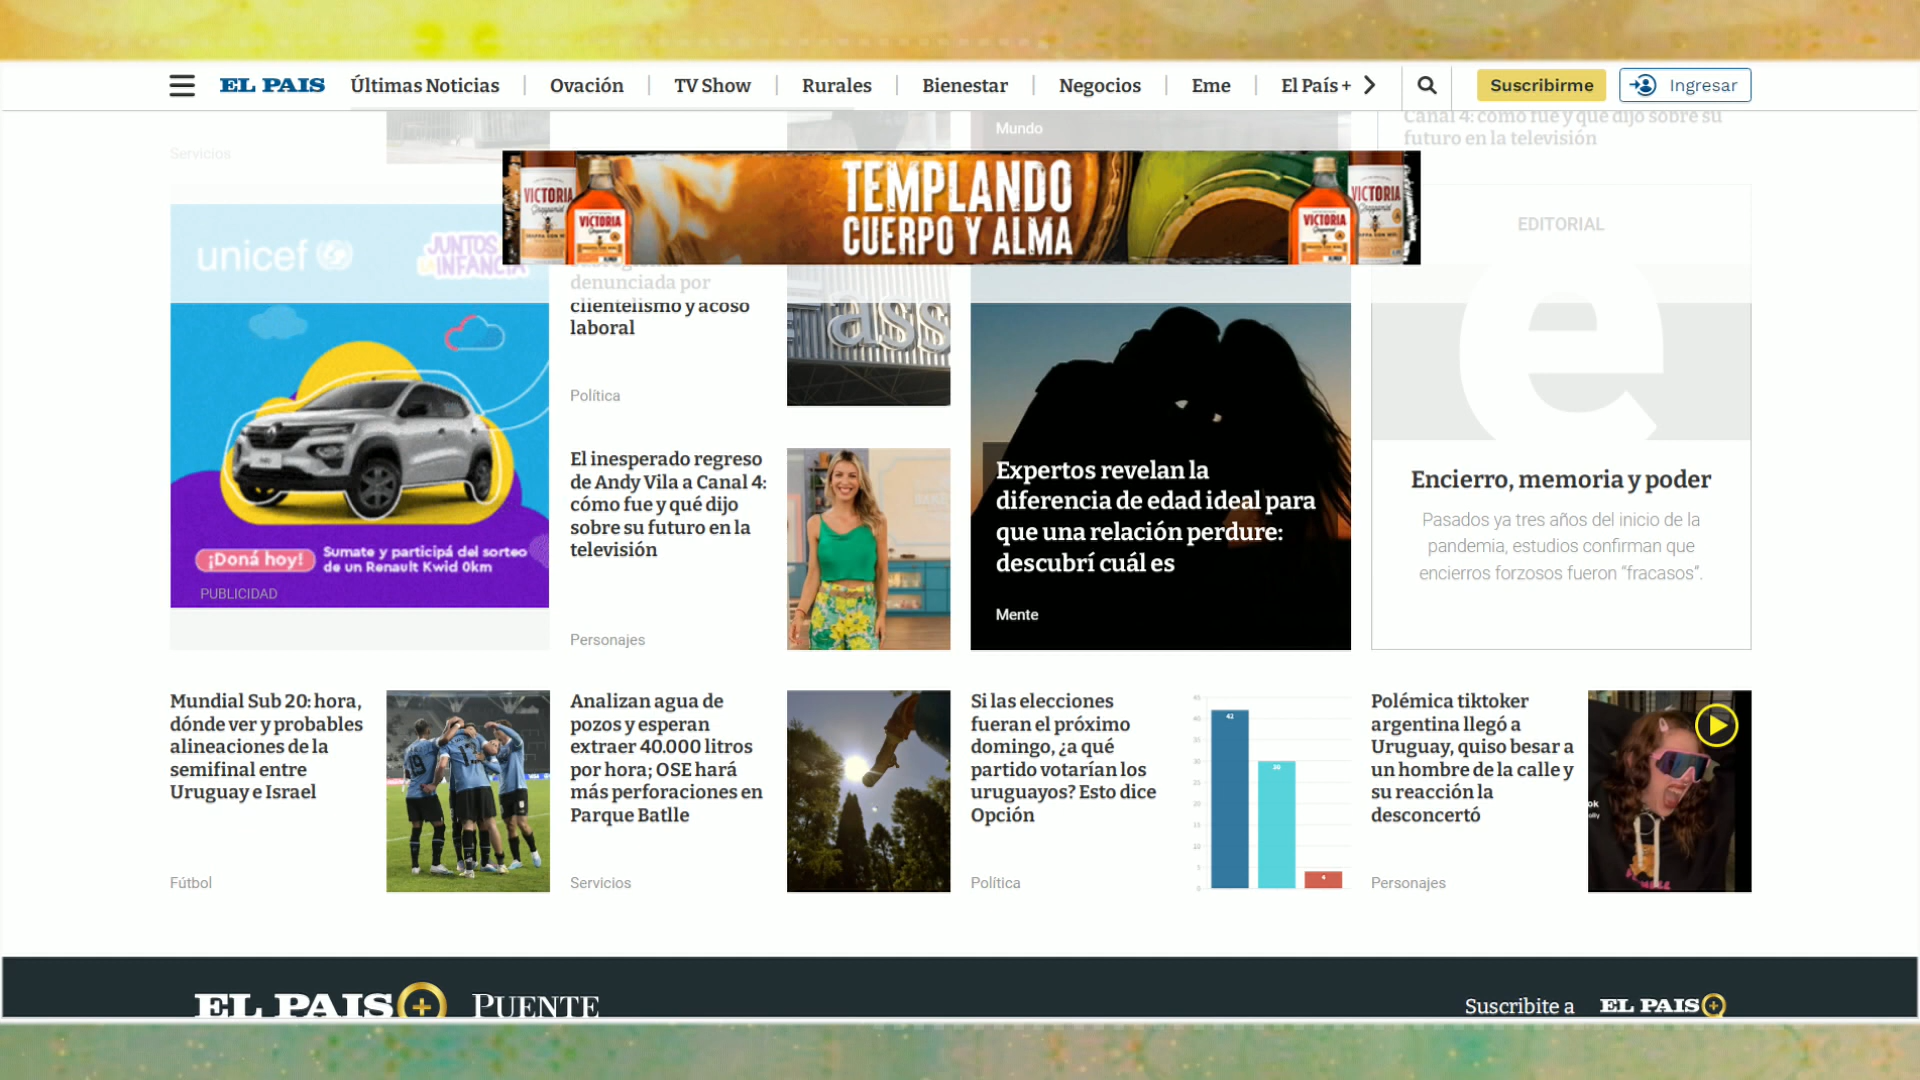 EL PAIS
Últimas Noticias
Ovación
TV Show
Rurales
Bienestar
Negocios
Eme
El País +
Suscribirme
Ingresar
Servicios
Mundo
Canal 4: cómo fue y qué dijo sobre su
futuro en la televisión
VICTORIA
VICTORIA
TEMPLANDO
CUERPO Y ALMA
VICTORIA
VICTORIA
unicef
JUNTOS
LA INFANCIA
¡Doná hoy!
Sumate y participá del sorteo
de un Renault Kwid 0km
PUBLICIDAD
denunciada por
clientelismo y acoso
laboral
Política
ass
El inesperado regreso
de Andy Vila a Canal 4:
cómo fue y qué dijo
sobre su futuro en la
televisión
Personajes
Expertos revelan la
diferencia de edad ideal para
que una relación perdure:
descubrí cuál es
Mente
EDITORIAL
e
Encierro, memoria y poder
Pasados ya tres años del inicio de la
pandemia, estudios confirman que
encierros forzosos fueron “fracasos”.
Mundial Sub 20: hora,
dónde ver y probables
alineaciones de la
semifinal entre
Uruguay e Israel
Fútbol
Analizan agua de
pozos y esperan
extraer 40.000 litros
por hora; OSE hará
más perforaciones en
Parque Batlle
Servicios
Si las elecciones
fueran el próximo
domingo, ¿a qué
partido votarían los
uruguayos? Esto dice
Opción
Política
42
30
4
Polémica tiktoker
argentina llegó a
Uruguay, quiso besar a
un hombre de la calle y
su reacción la
desconcertó
Personajes
EL PAIS +
PUENTE
Suscribite a
EL PAIS +